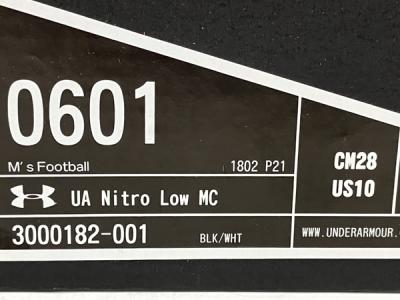 0601
M's Football 1802 P21
UA Nitro Low MC
3000182-001 BLK/WHT
CM28
US10
WWW.UNDERARMOUR.